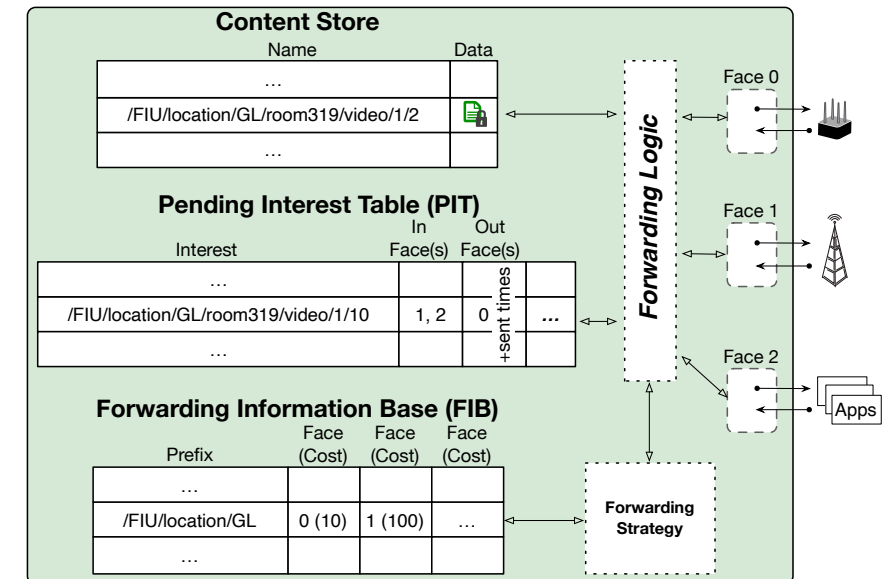 Content Store
Name Data
…
/FIU/location/GL/room319/video/1/2
…
Pending Interest Table (PIT)
In Out
Interest Face(s) Face(s)
…
/FIU/location/GL/room319/video/1/10 1, 2 0 ...
+sent times
…
Forwarding Information Base (FIB)
Face Face Face
Prefix (Cost) (Cost) (Cost)
…
/FIU/location/GL 0 (10) 1 (100) …
…
Forwarding Logic
Forwarding
Strategy
Face 0
Face 1
Face 2
Apps